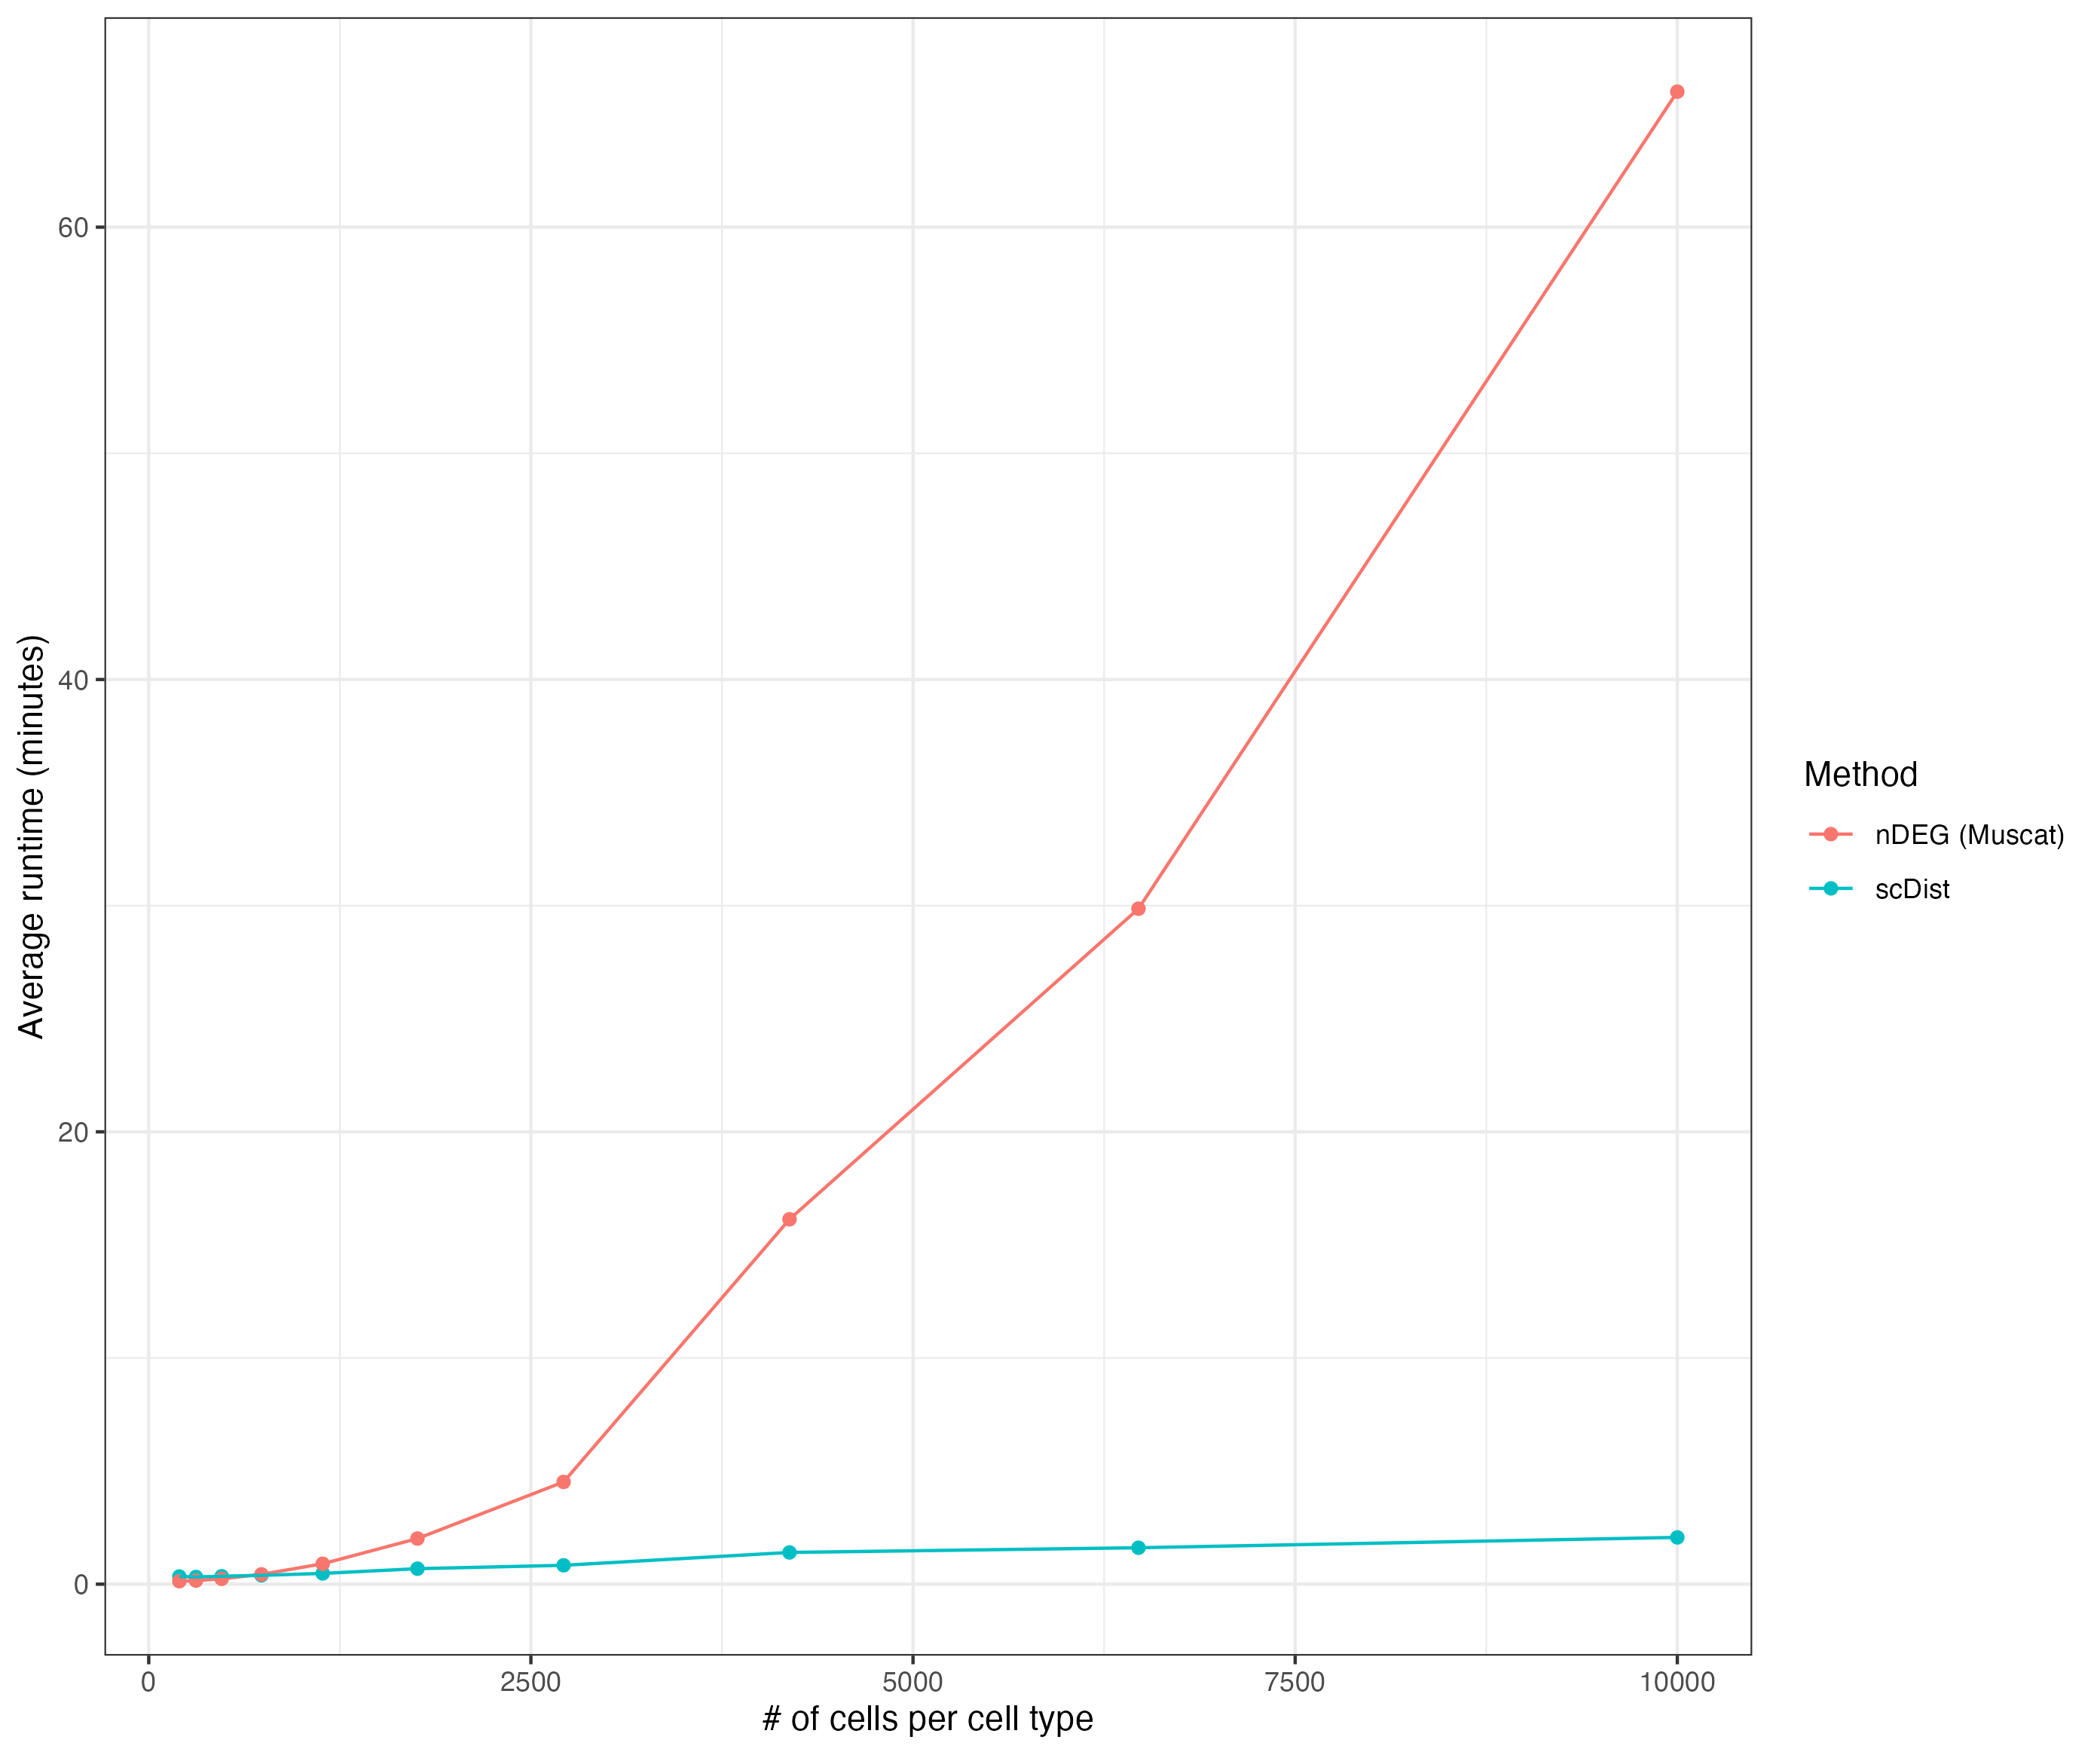 Average runtime (minutes)
60
40
20
0
0 2500 5000 7500 10000
# of cells per cell type
Method
nDEG (Muscat)
scDist